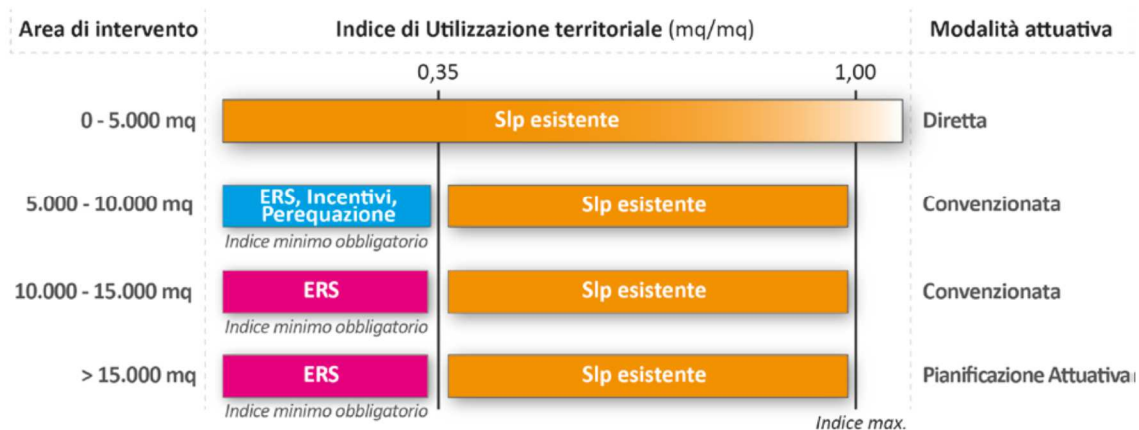 Area di intervento Indice di Utilizzazione territoriale (mq/mq) Modalità attuativa
0,35 1,00
0 - 5.000 mq Slp esistente Diretta
5.000 - 10.000 mq ERS, Incentivi, Slp esistente Convenzionata
Perequazione
Indice minimo obbligatorio
10.000 - 15.000 mq ERS Slp esistente Convenzionata
Indice minimo obbligatorio
> 15.000 mq ERS Slp esistente Pianificazione Attuativa
Indice minimo obbligatorio
Indice max.